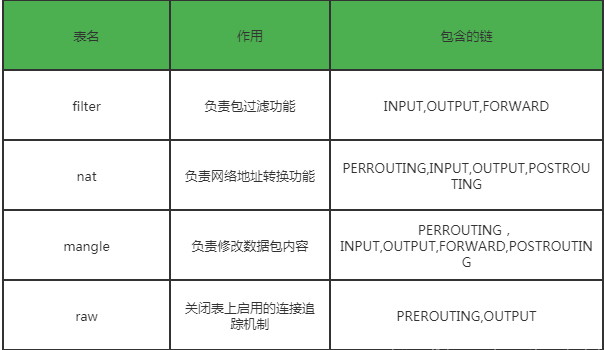 表名 作用 包含的链
filter 负责包过滤功能 INPUT,OUTPUT,FORWARD
nat 负责网络地址转换功能 PERROUTING,INPUT,OUTPUT,POSTROU
TING
mangle 负责修改数据包内容 PERROUTING，
INPUT,OUTPUT,FORWARD,POSTROUTIN
G
raw 关闭表上启用的连接追
踪机制 PREROUTING,OUTPUT